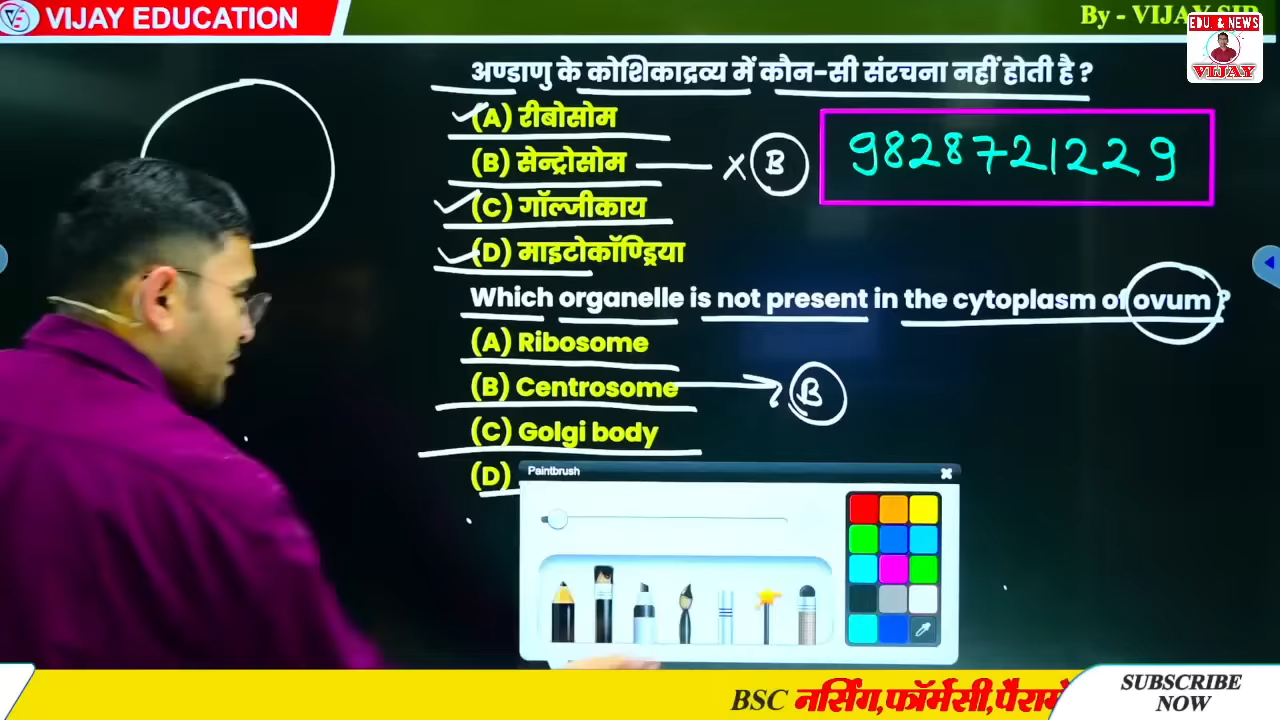 VIJAY EDUCATION
By - VIJAY SIR
EDU. & NEWS
VIJAY
अण्डाणु के कोशिकाद्रव्य में कौन-सी संरचना नहीं होती है ?
(A) रीबोसोम
(B) सेन्ट्रोसोम
× B
9828721229
(C) गॉल्जीकाय
(D) माइटोकॉण्ड्रिया
Which organelle is not present in the cytoplasm of ovum ?
(A) Ribosome
(B) Centrosome
B
(C) Golgi body
(D)
Paintbrush
BSC नर्सिंग,फॉर्मेसी,
SUBSCRIBE
NOW